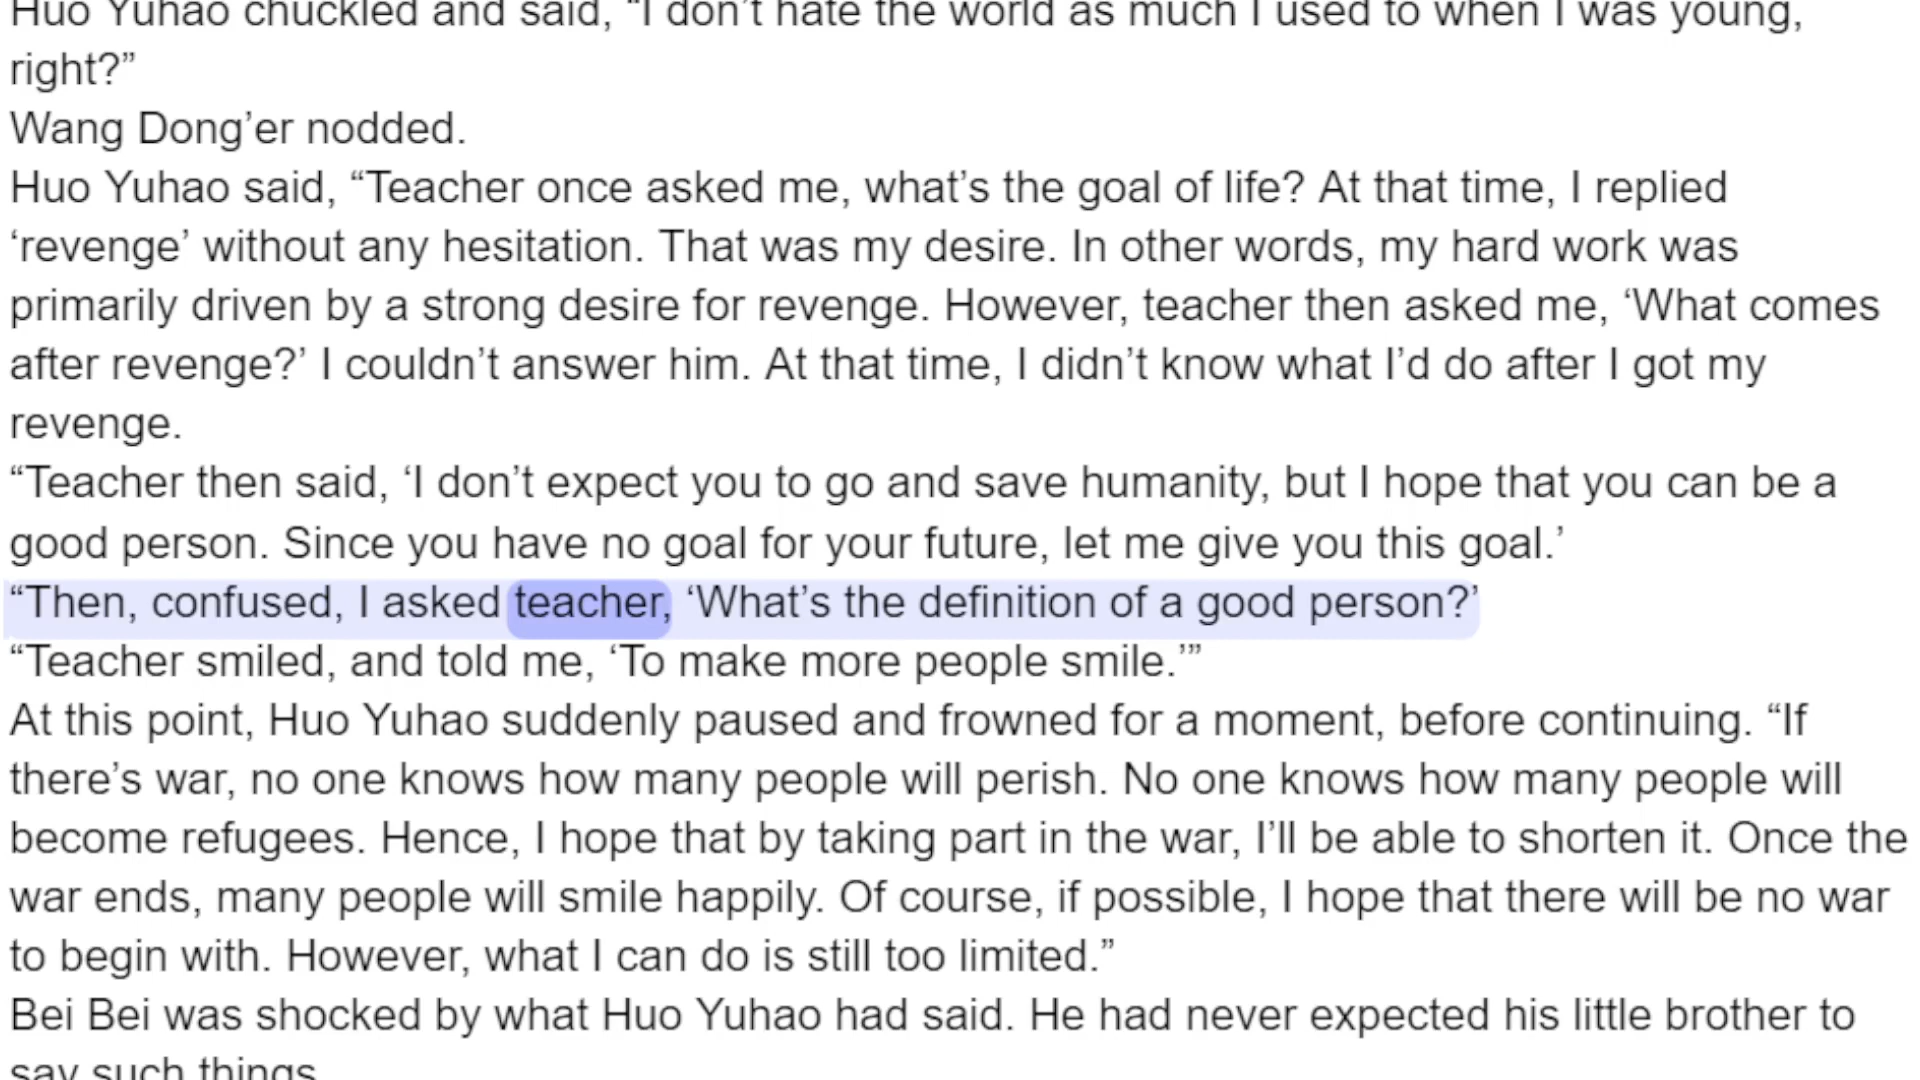 Huo Yuhao chuckled and said, “I don’t hate the world as much I used to when I was young,
right?”
Wang Dong’er nodded.
Huo Yuhao said, “Teacher once asked me, what’s the goal of life? At that time, I replied
‘revenge’ without any hesitation. That was my desire. In other words, my hard work was
primarily driven by a strong desire for revenge. However, teacher then asked me, ‘What comes
after revenge?’ I couldn’t answer him. At that time, I didn’t know what I’d do after I got my
revenge.
“Teacher then said, ‘I don’t expect you to go and save humanity, but I hope that you can be a
good person. Since you have no goal for your future, let me give you this goal.’
“Then, confused, I asked teacher, ‘What’s the definition of a good person?’
“Teacher smiled, and told me, ‘To make more people smile.’”
At this point, Huo Yuhao suddenly paused and frowned for a moment, before continuing. “If
there’s war, no one knows how many people will perish. No one knows how many people will
become refugees. Hence, I hope that by taking part in the war, I’ll be able to shorten it. Once the
war ends, many people will smile happily. Of course, if possible, I hope that there will be no war
to begin with. However, what I can do is still too limited.”
Bei Bei was shocked by what Huo Yuhao had said. He had never expected his little brother to
say such things.